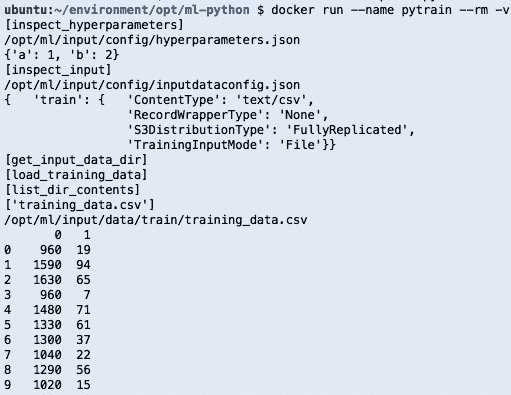 ubuntu:~/environment/opt/ml-python $ docker run --name pytrain --rm -v
[inspect_hyperparameters]
/opt/ml/input/config/hyperparameters.json
{'a': 1, 'b': 2}
[inspect_input]
/opt/ml/input/config/inputdataconfig.json
{   'train': {   'ContentType': 'text/csv',
                 'RecordWrapperType': 'None',
                 'S3DistributionType': 'FullyReplicated',
                 'TrainingInputMode': 'File'}}
[get_input_data_dir]
[load_training_data]
[list_dir_contents]
['training_data.csv']
/opt/ml/input/data/train/training_data.csv
      0   1
0   960  19
1  1590  94
2  1630  65
3   960   7
4  1480  71
5  1330  61
6  1300  37
7  1040  22
8  1290  56
9  1020  15